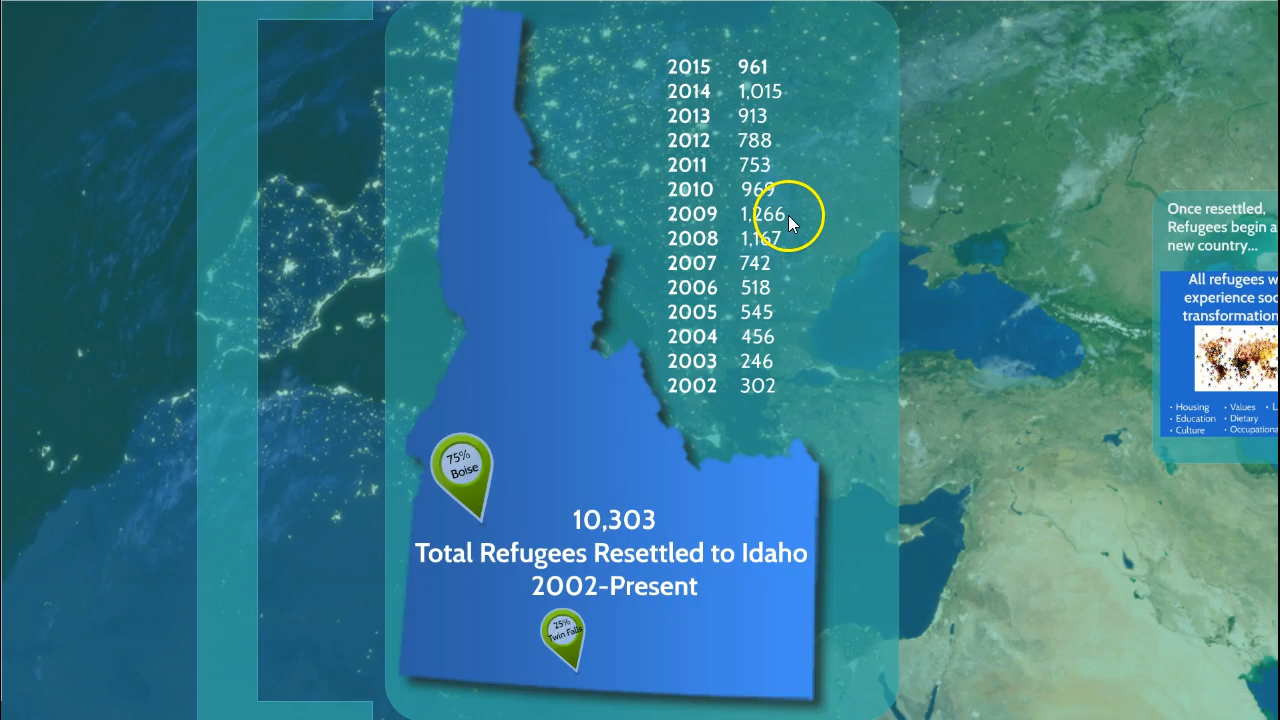 2015 961
2014 1,015
2013 913
2012 788
2011 753
2010 969
2009 1,266
2008 1,167
2007 742
2006 518
2005 545
2004 456
2003 246
2002 302
75%
Boise
10,303
Total Refugees Resettled to Idaho
2002-Present
25%
Twin Falls
Once resettled,
Refugees begin a
new country...
All refugees w
experience soc
transformation
• Housing • Values • L
• Education • Dietary
• Culture • Occupationa